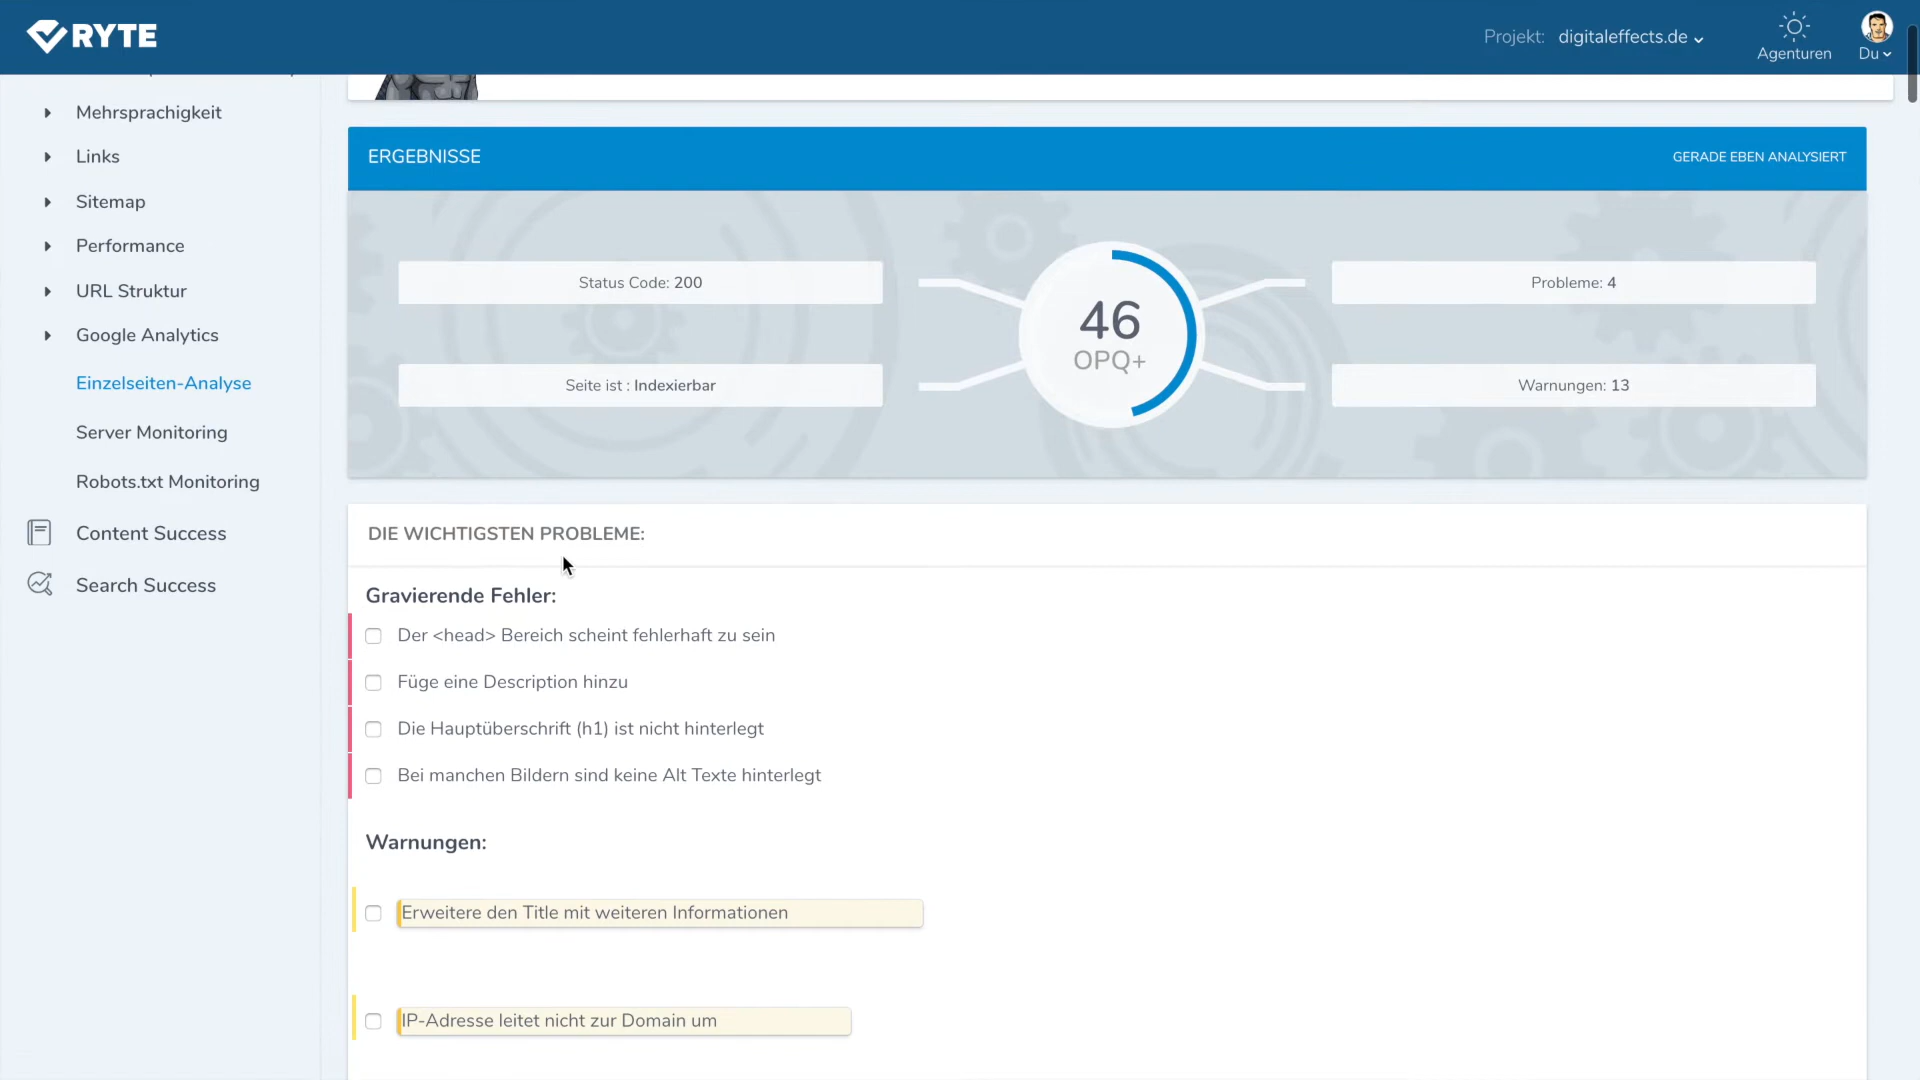 RYTE
Projekt: digitaleffects.de
Agenturen
Du
Mehrsprachigkeit
Links
Sitemap
Performance
URL Struktur
Google Analytics
Einzelseiten-Analyse
Server Monitoring
Robots.txt Monitoring
Content Success
Search Success
ERGEBNISSE
GERADE EBEN ANALYSIERT
Status Code: 200
Seite ist : Indexierbar
46
OPQ+
Probleme: 4
Warnungen: 13
DIE WICHTIGSTEN PROBLEME:
Gravierende Fehler:
Der <head> Bereich scheint fehlerhaft zu sein
Füge eine Description hinzu
Die Hauptüberschrift (h1) ist nicht hinterlegt
Bei manchen Bildern sind keine Alt Texte hinterlegt
Warnungen:
Erweitere den Title mit weiteren Informationen
IP-Adresse leitet nicht zur Domain um